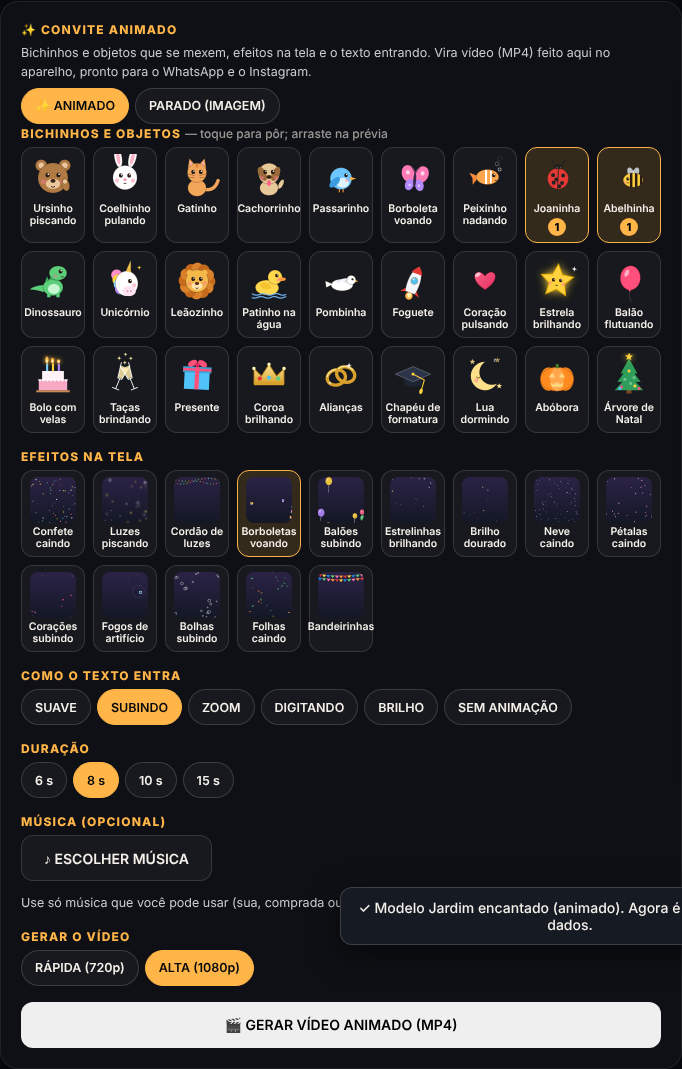 ✨ CONVITE ANIMADO
Bichinhos e objetos que se mexem, efeitos na tela e o texto entrando. Vira vídeo (MP4) feito aqui no
aparelho, pronto para o WhatsApp e o Instagram.
✨ ANIMADO
PARADO (IMAGEM)
BICHINHOS E OBJETOS — toque para pôr; arraste na prévia
Ursinho piscando
Coelhinho pulando
Gatinho
Cachorrinho
Passarinho
Borboleta voando
Peixinho nadando
Joaninha
1
Abelhinha
1
Dinossauro
Unicórnio
Leãozinho
Patinho na água
Pombinha
Foguete
Coração pulsando
Estrela brilhando
Balão flutuando
Bolo com velas
Taças brindando
Presente
Coroa brilhando
Alianças
Chapéu de formatura
Lua dormindo
Abóbora
Árvore de Natal
EFEITOS NA TELA
Confete caindo
Luzes piscando
Cordão de luzes
Borboletas voando
Balões subindo
Estrelinhas brilhando
Brilho dourado
Neve caindo
Pétalas caindo
Corações subindo
Fogos de artifício
Bolhas subindo
Folhas caindo
Bandeirinhas
COMO O TEXTO ENTRA
SUAVE
SUBINDO
ZOOM
DIGITANDO
BRILHO
SEM ANIMAÇÃO
DURAÇÃO
6 s
8 s
10 s
15 s
MÚSICA (OPCIONAL)
♪ ESCOLHER MÚSICA
Use só música que você pode usar (sua, comprada ou
✓ Modelo Jardim encantado (animado). Agora é
dados.
GERAR O VÍDEO
RÁPIDA (720p)
ALTA (1080p)
🎬 GERAR VÍDEO ANIMADO (MP4)